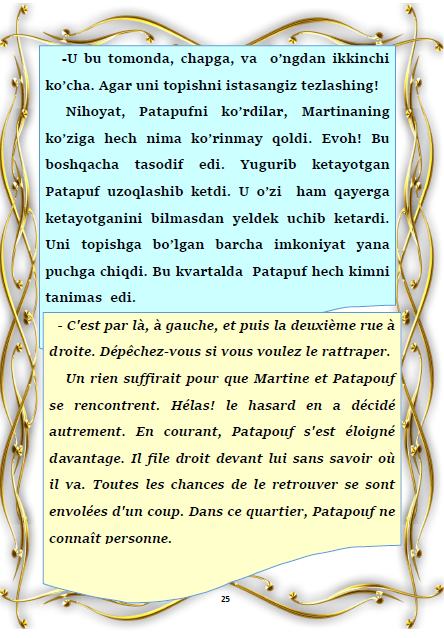 -U bu tomonda, chapga, va o'ngdan ikkinchi
ko'cha. Agar uni topishni istasangiz tezlashing!
Nihoyat, Patapufni ko'rdilar, Martinaning
ko'ziga hech nima ko'rinmay qoldi. Evoh! Bu
boshqacha tasodif edi. Yugurib ketayotgan
Patapuf uzoqlashib ketdi. U o'zi ham qayerga
ketayotganini bilmasdan yeldek uchib ketardi.
Uni topishga bo'lgan barcha imkoniyat yana
puchga chiqdi. Bu kvartalda Patapuf hech kimni
tanimas edi.
- C'est par là, à gauche, et puis la deuxième rue à
droite. Dépêchez-vous si vous voulez le rattraper.
Un rien suffirait pour que Martine et Patapouf
se rencontrent. Hélas! le hasard en a décidé
autrement. En courant, Patapouf s'est éloigné
davantage. Il file droit devant lui sans savoir où
il va. Toutes les chances de le retrouver se sont
envolées d'un coup. Dans ce quartier, Patapouf ne
connaît personne.
25